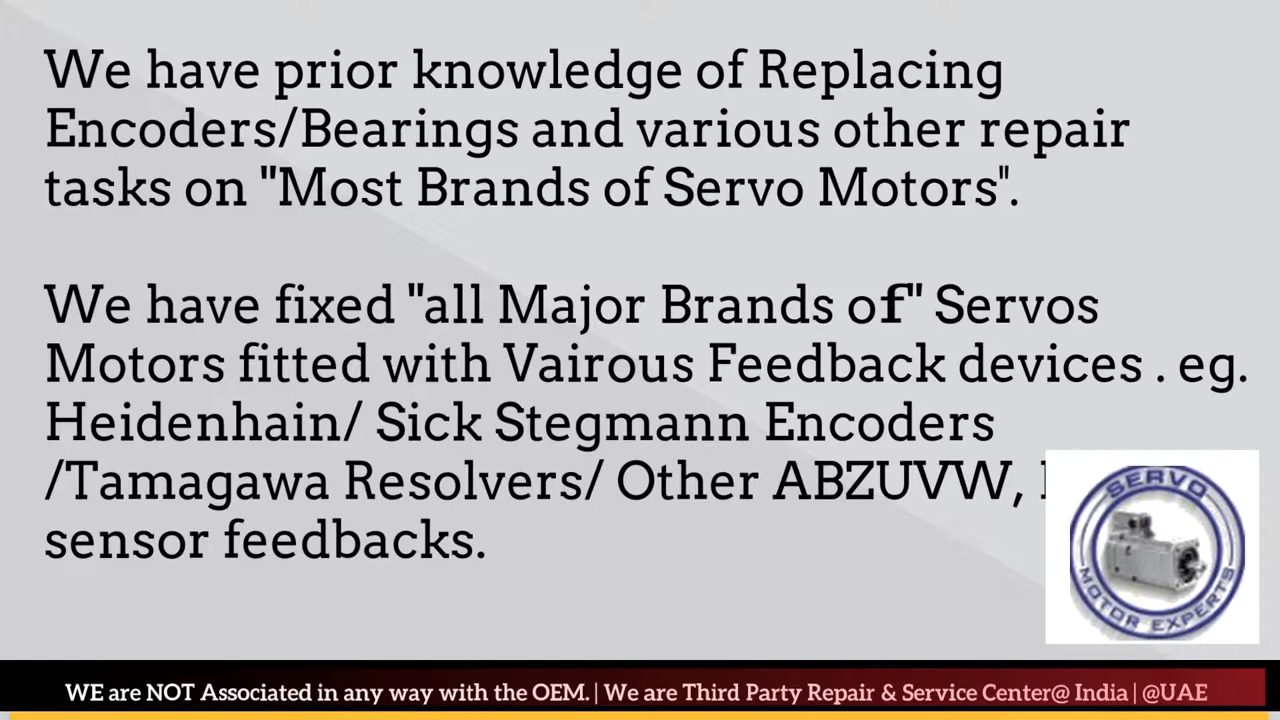 We have prior knowledge of Replacing
Encoders/Bearings and various other repair
tasks on "Most Brands of Servo Motors".
We have fixed "all Major Brands of" Servos
Motors fitted with Vairous Feedback devices . eg.
Heidenhain/ Sick Stegmann Encoders
/Tamagawa Resolvers/ Other ABZUVW,
sensor feedbacks.
SERVO
MOTOR EXPERTS
WE are NOT Associated in any way with the OEM. | We are Third Party Repair & Service Center@ India | @UAE